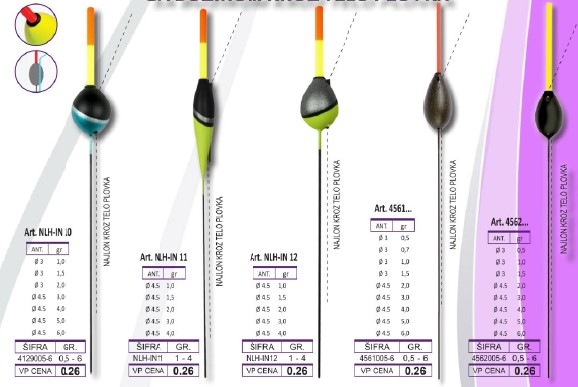 NAJLON KROZ TELO PLOVKA
Art. NLH-IN 10
ANT. gr
Ø 3 1,0
Ø 3 1,5
Ø 3 2,0
Ø 4.5 3,0
Ø 4.5 4,0
Ø 4.5 5,0
Ø 4.5 6,0
ŠIFRA GR.
4129005-6 0,5 - 6
VP CENA 0.26
NAJLON KROZ TELO PLOVKA
Art. NLH-IN 11
ANT. gr
Ø 4.5 1,0
Ø 4.5 1,5
Ø 4.5 2,0
Ø 4.5 3,0
Ø 4.5 4,0
ŠIFRA GR.
NLH-IN11 1 - 4
VP CENA 0.26
NAJLON KROZ TELO PLOVKA
Art. NLH-IN 12
ANT. gr
Ø 4.5 1,0
Ø 4.5 1,5
Ø 4.5 2,0
Ø 4.5 3,0
Ø 4.5 4,0
ŠIFRA GR.
NLH-IN12 1 - 4
VP CENA 0.26
NAJLON KROZ TELO PLOVKA
Art. 4561...
ANT. gr
Ø 3 0,5
Ø 3 0,7
Ø 3 1,0
Ø 3 1,5
Ø 4.5 2,0
Ø 4.5 3,0
Ø 4.5 4,0
Ø 4.5 5,0
Ø 4.5 6,0
ŠIFRA GR.
4561005-6 0,5 - 6
VP CENA 0.26
NAJLON KROZ TELO PLOVKA
Art. 4562...
ANT. gr
Ø 3 0,5
Ø 3 1,0
Ø 3 1,5
Ø 4.5 2,0
Ø 4.5 3,0
Ø 4.5 4,0
Ø 4.5 5,0
Ø 4.5 6,0
ŠIFRA GR.
4562005-6 0,5 - 6
VP CENA 0.26